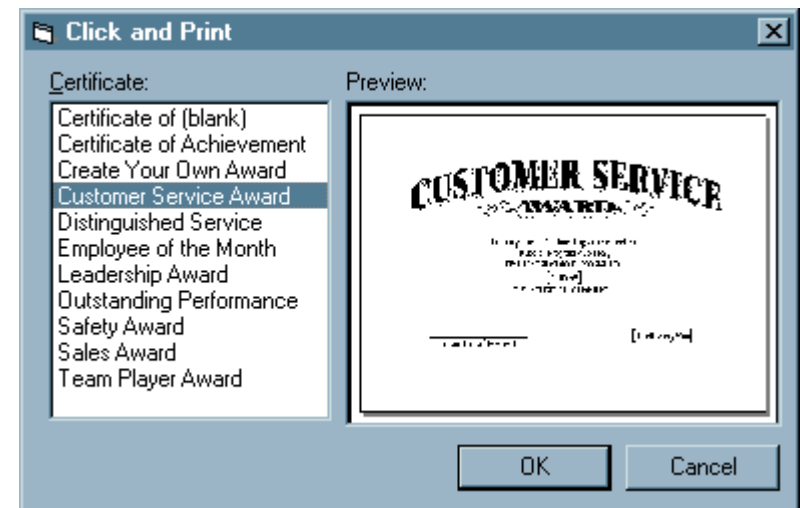 Click and Print
Certificate:
Certificate of (blank)
Certificate of Achievement
Create Your Own Award
Customer Service Award
Distinguished Service
Employee of the Month
Leadership Award
Outstanding Performance
Safety Award
Sales Award
Team Player Award
Preview:
CUSTOMER SERVICE
AWARD
OK
Cancel